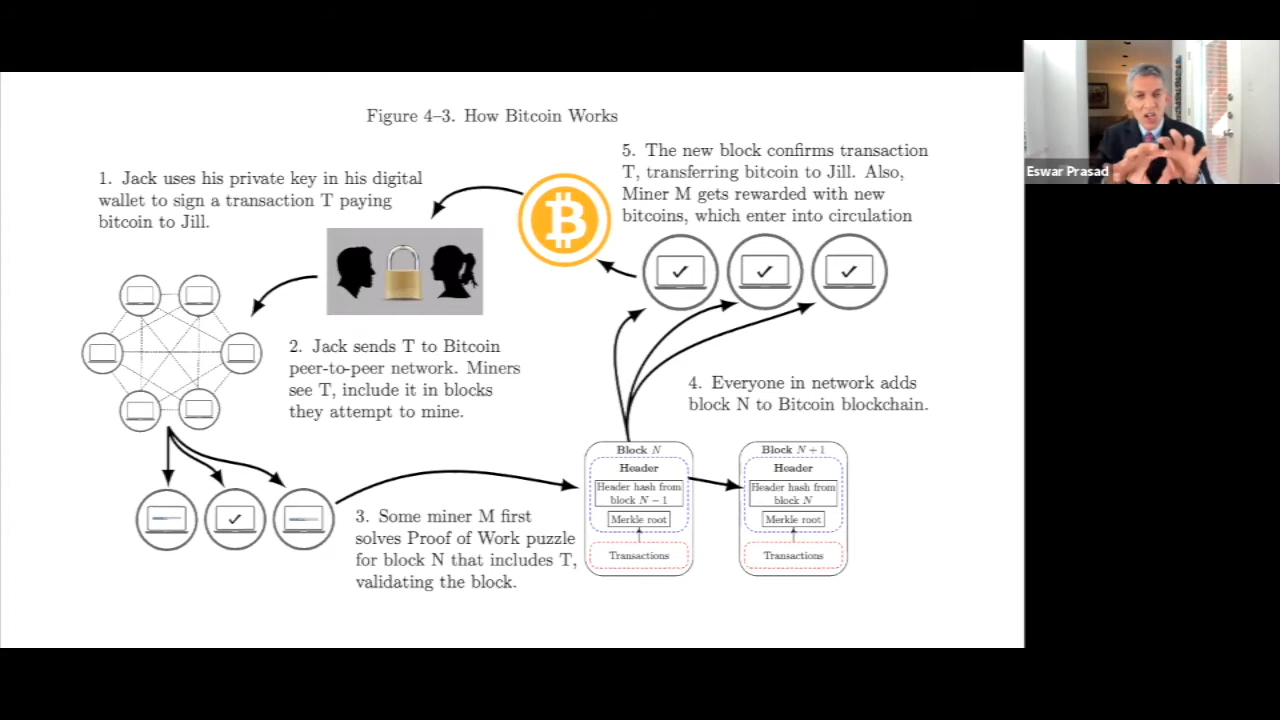 Figure 4–3. How Bitcoin Works
1. Jack uses his private key in his digital
wallet to sign a transaction T paying
bitcoin to Jill.
2. Jack sends T to Bitcoin
peer-to-peer network. Miners
see T, include it in blocks
they attempt to mine.
3. Some miner M first
solves Proof of Work puzzle
for block N that includes T,
validating the block.
Block N
Header
Header hash from
block N − 1
Merkle root
Transactions
Block N + 1
Header
Header hash from
block N
Merkle root
Transactions
4. Everyone in network adds
block N to Bitcoin blockchain.
5. The new block confirms transaction
T, transferring bitcoin to Jill. Also,
Miner M gets rewarded with new
bitcoins, which enter into circulation
Eswar Prasad